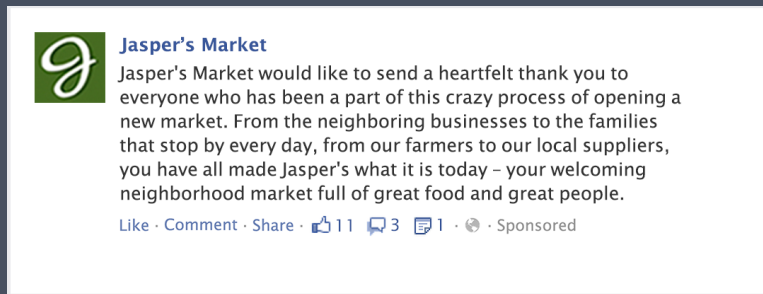 Jasper's Market
Jasper's Market would like to send a heartfelt thank you to
everyone who has been a part of this crazy process of opening a
new market. From the neighboring businesses to the families
that stop by every day, from our farmers to our local suppliers,
you have all made Jasper's what it is today – your welcoming
neighborhood market full of great food and great people.
Like · Comment · Share · 11 3 1 · · Sponsored